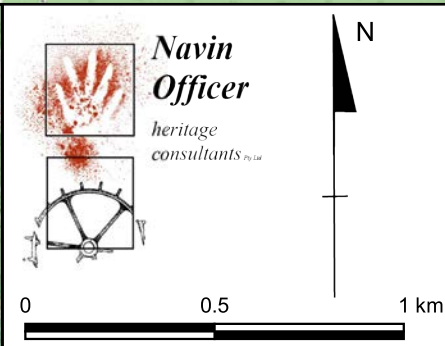 Navin
Officer
heritage
consultants Pty Ltd
N
0 0.5 1 km